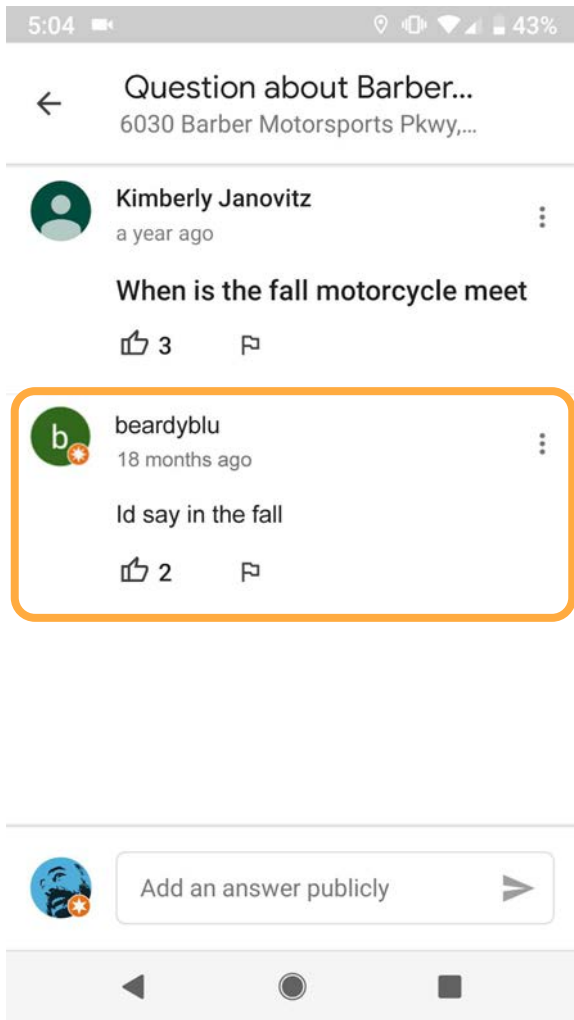 5:04 43%
Question about Barber...
6030 Barber Motorsports Pkwy,...
Kimberly Janovitz
a year ago
When is the fall motorcycle meet
3
b
beardyblu
18 months ago
Id say in the fall
2
Add an answer publicly